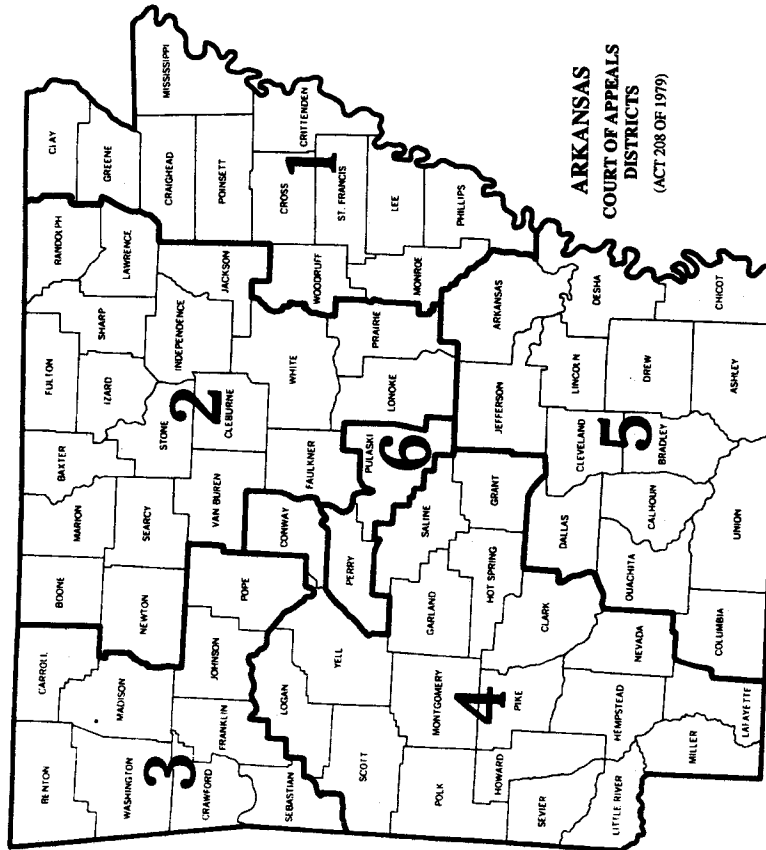 ARKANSAS
COURT OF APPEALS
DISTRICTS
(ACT 208 OF 1979)
BENTON
CARROLL
BOONE
MARION
BAXTER
FULTON
RANDOLPH
CLAY
WASHINGTON
MADISON
NEWTON
SEARCY
STONE
IZARD
SHARP
LAWRENCE
GREENE
CRAIGHEAD
MISSISSIPPI
3
CRAWFORD
FRANKLIN
JOHNSON
POPE
VAN BUREN
2
CLEBURNE
INDEPENDENCE
JACKSON
POINSETT
SEBASTIAN
LOGAN
YELL
CONWAY
FAULKNER
WHITE
WOODRUFF
CROSS
1
CRITTENDEN
ST. FRANCIS
SCOTT
PERRY
PULASKI
6
LONOKE
PRAIRIE
MONROE
LEE
PHILLIPS
POLK
MONTGOMERY
GARLAND
SALINE
4
HOWARD
PIKE
HOT SPRING
GRANT
JEFFERSON
ARKANSAS
SEVIER
CLARK
DALLAS
CLEVELAND
LINCOLN
DESHA
LITTLE RIVER
HEMPSTEAD
NEVADA
OUACHITA
CALHOUN
5
BRADLEY
DREW
MILLER
LAFAYETTE
COLUMBIA
UNION
ASHLEY
CHICOT